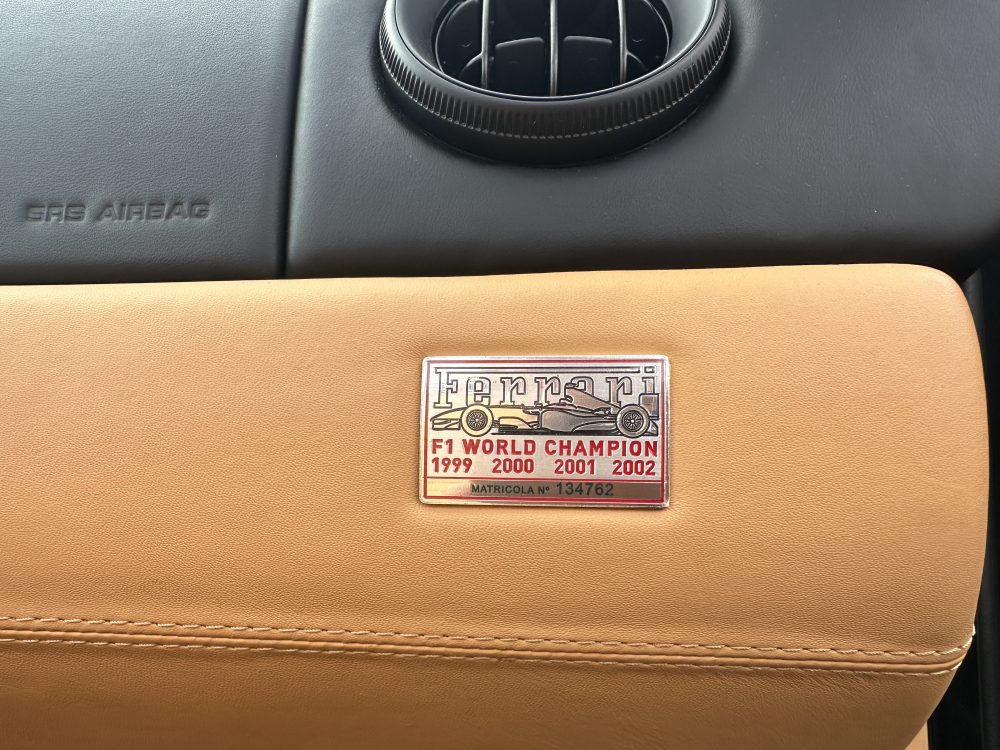 SRS AIRBAG
Ferrari
F1 WORLD CHAMPION
1999 2000 2001 2002
MATRICOLA Nº 134762